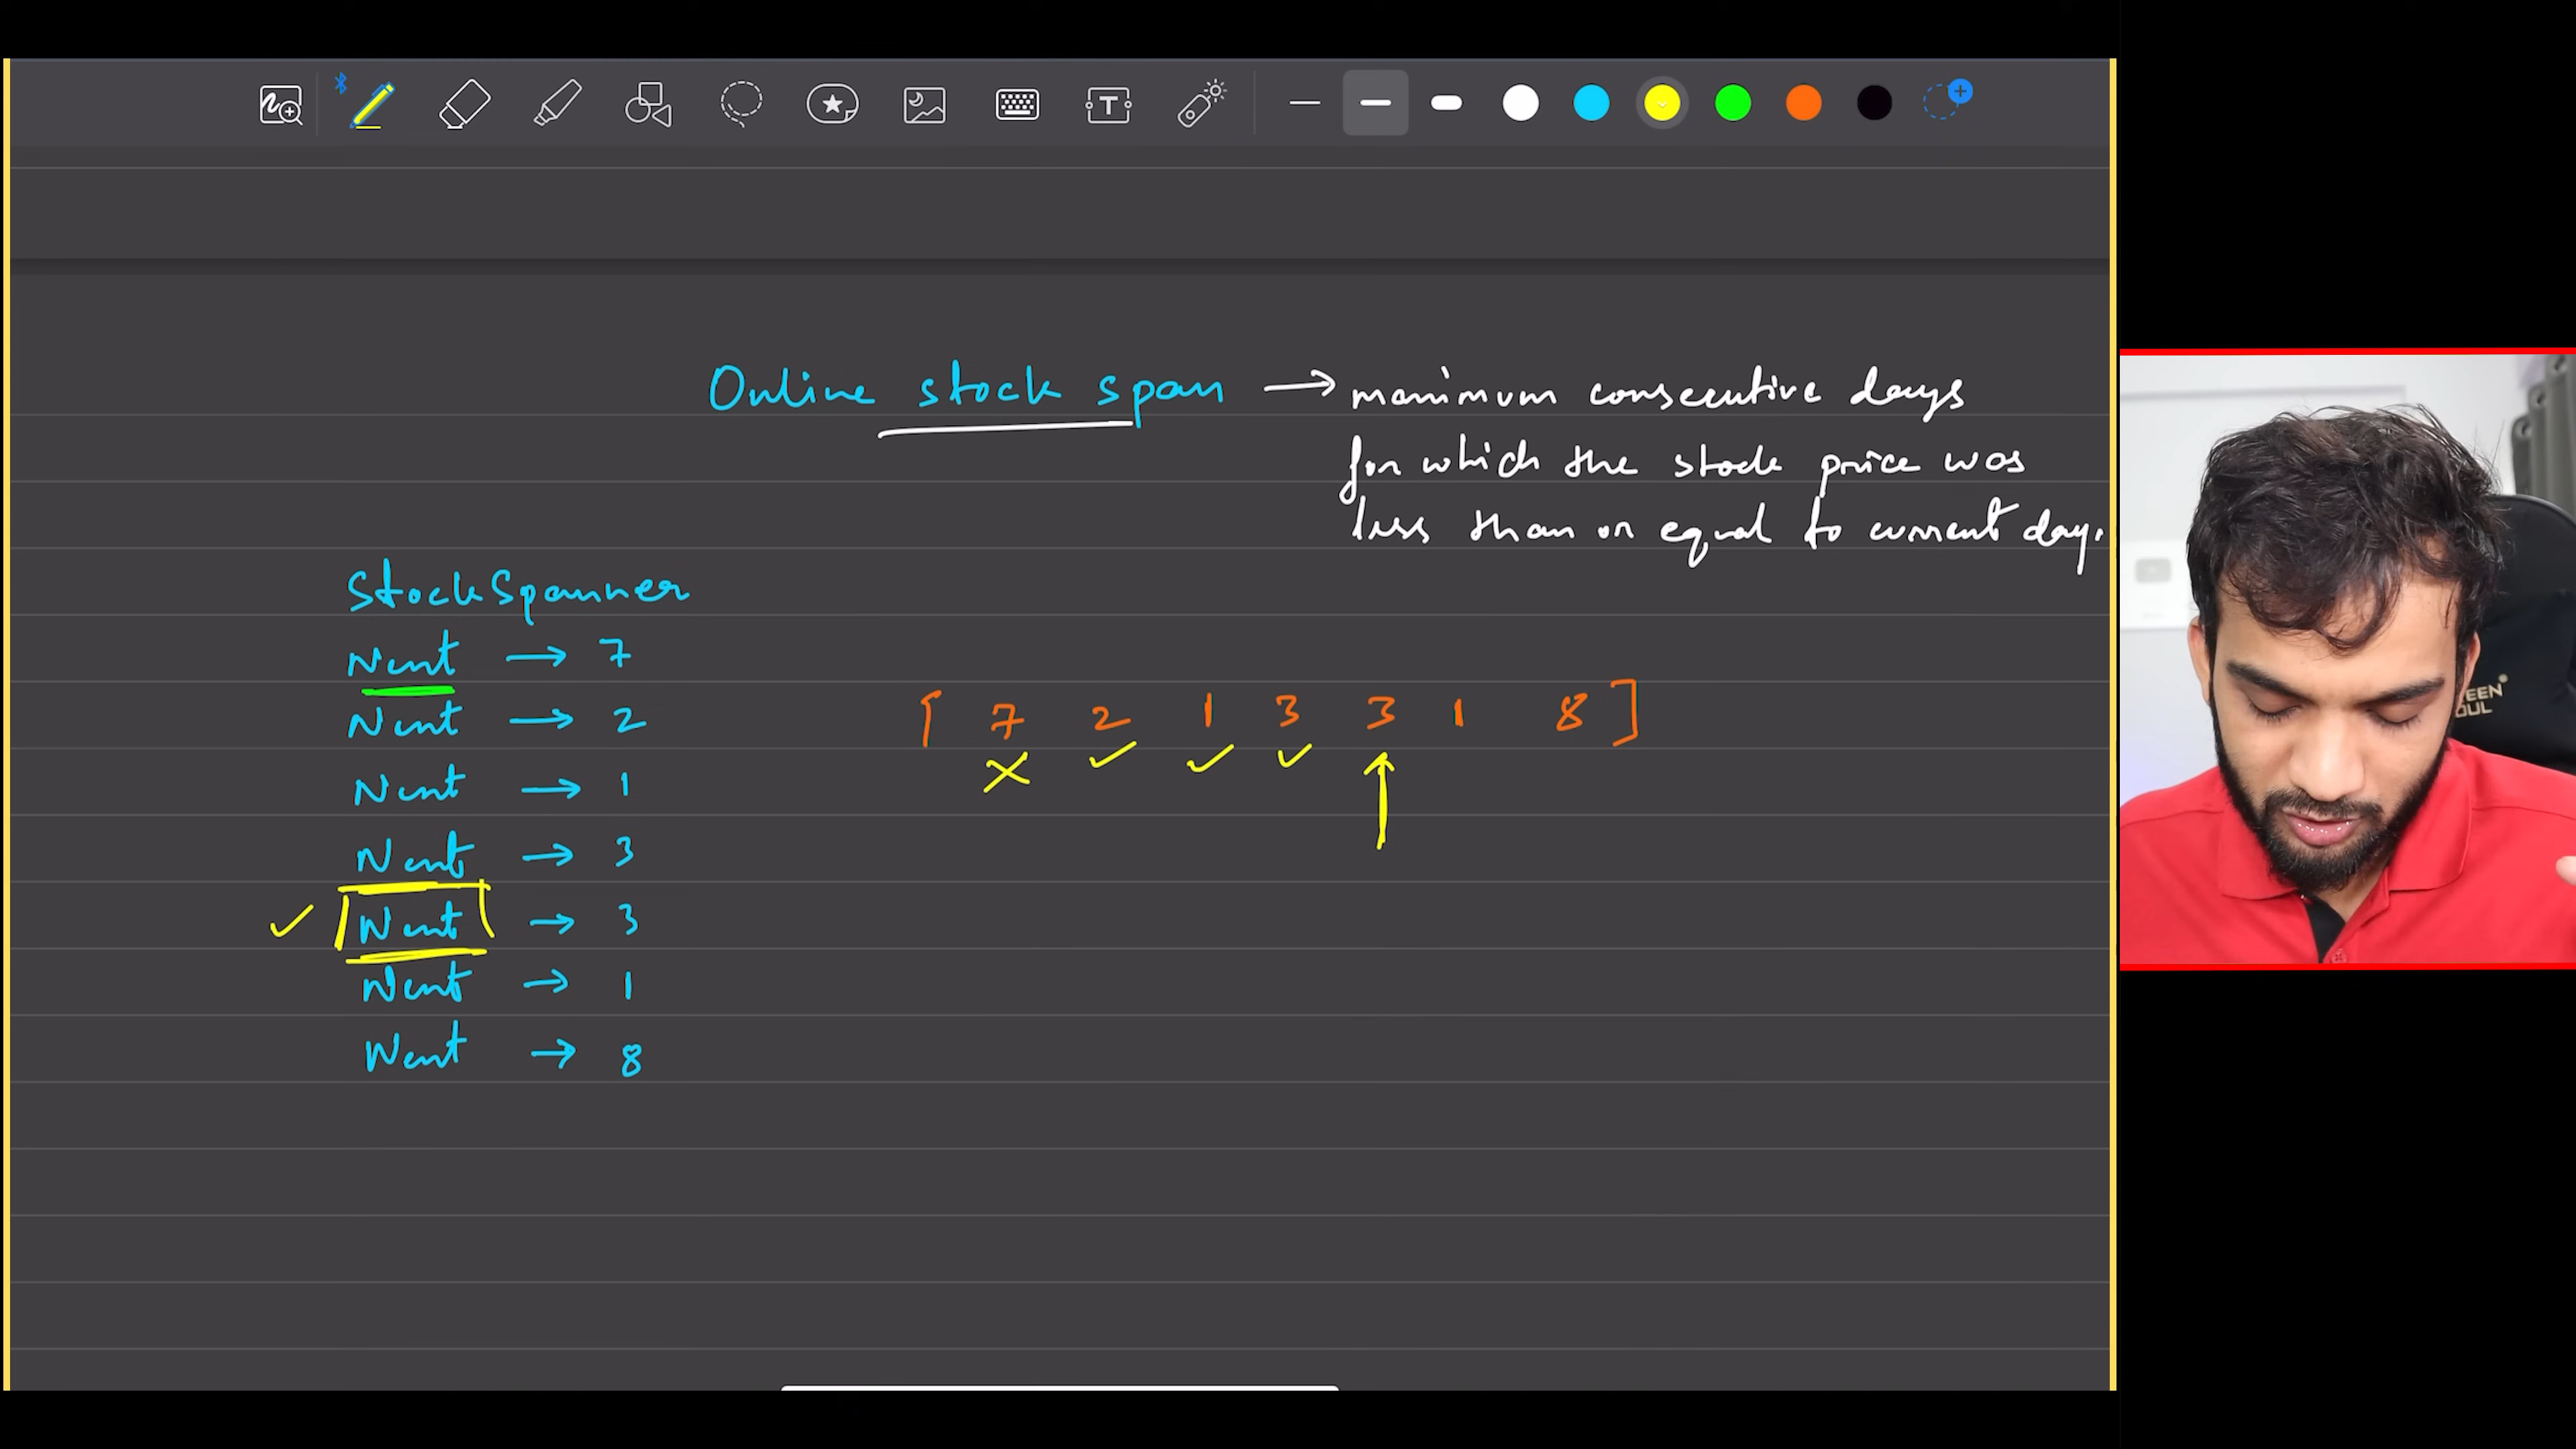 Online stock span → maximum consecutive days
for which the stock price was
less than or equal to current day.
StockSpanner
Next → 7
Next → 2
Next → 1
Next → 3
Next → 3
Next → 1
Next → 8
[ 7 2 1 3 3 1 8 ]
T